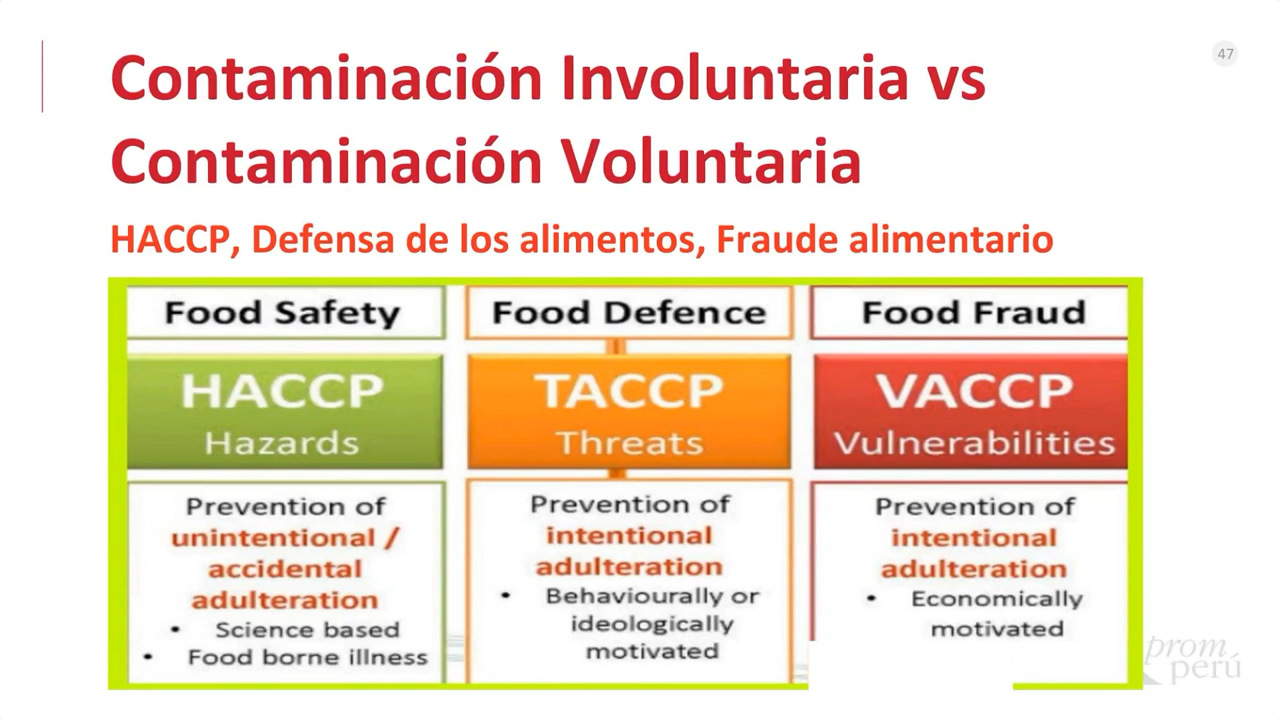 47
Contaminación Involuntaria vs
Contaminación Voluntaria
HACCP, Defensa de los alimentos, Fraude alimentario
Food Safety
HACCP
Hazards
Prevention of
unintentional /
accidental
adulteration
• Science based
• Food borne illness
Food Defence
TACCP
Threats
Prevention of
intentional
adulteration
• Behaviourally or
ideologically
motivated
Food Fraud
VACCP
Vulnerabilities
Prevention of
intentional
adulteration
• Economically
motivated
prom
perú